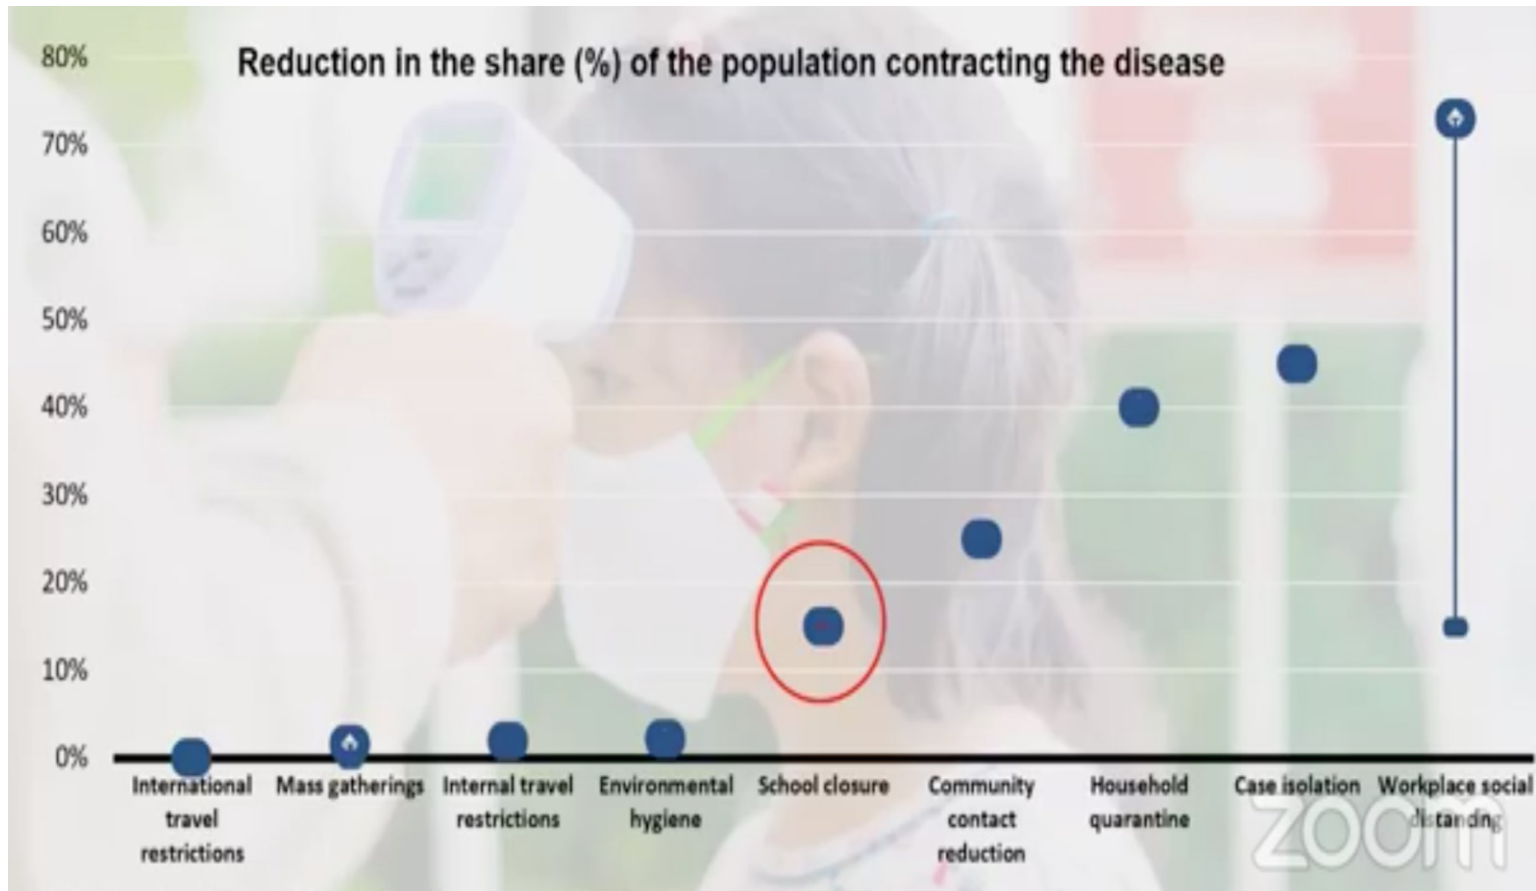 Reduction in the share (%) of the population contracting the disease
80%
70%
60%
50%
40%
30%
20%
10%
0%
International
travel
restrictions
Mass gatherings
Internal travel
restrictions
Environmental
hygiene
School closure
Community
contact
reduction
Household
quarantine
Case isolation
Workplace social
distancing
zoom